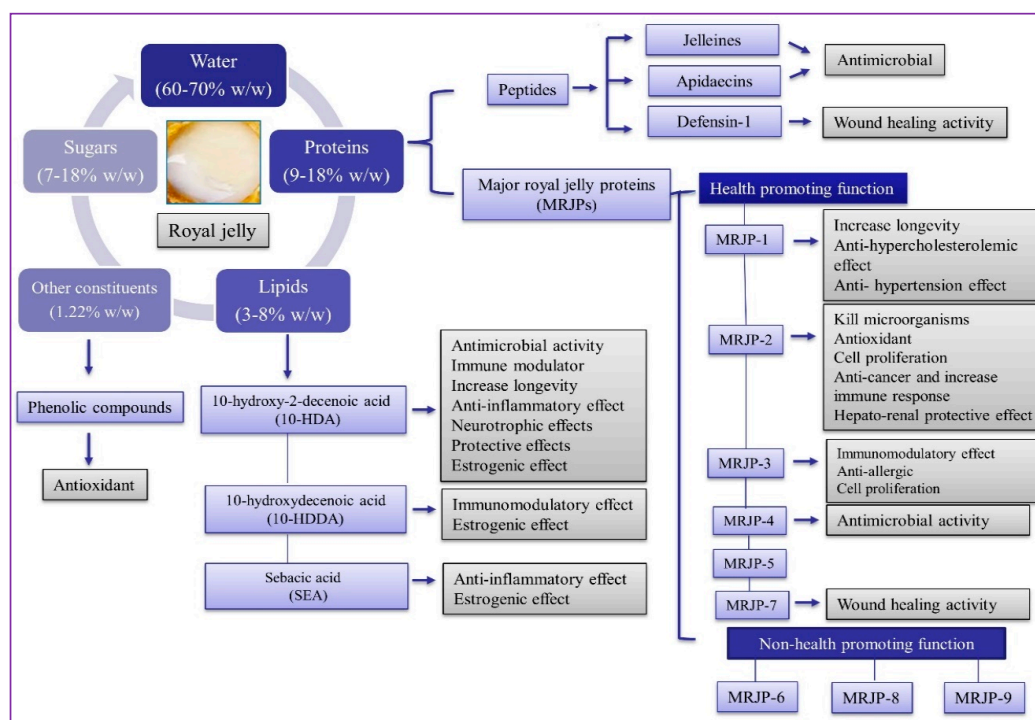 Water
(60-70% w/w)
Sugars
(7-18% w/w)
Proteins
(9-18% w/w)
Royal jelly
Other constituents
(1.22% w/w)
Lipids
(3-8% w/w)
Phenolic compounds
Antioxidant
10-hydroxy-2-decenoic acid
(10-HDA)
Antimicrobial activity
Immune modulator
Increase longevity
Anti-inflammatory effect
Neurotrophic effects
Protective effects
Estrogenic effect
10-hydroxydecenoic acid
(10-HDDA)
Immunomodulatory effect
Estrogenic effect
Sebacic acid
(SEA)
Anti-inflammatory effect
Estrogenic effect
Peptides
Jelleines
Apidaecins
Antimicrobial
Defensin-1
Wound healing activity
Major royal jelly proteins
(MRJPs)
Health promoting function
MRJP-1
Increase longevity
Anti-hypercholesterolemic
effect
Anti- hypertension effect
MRJP-2
Kill microorganisms
Antioxidant
Cell proliferation
Anti-cancer and increase
immune response
Hepato-renal protective effect
MRJP-3
Immunomodulatory effect
Anti-allergic
Cell proliferation
MRJP-4
Antimicrobial activity
MRJP-5
MRJP-7
Wound healing activity
Non-health promoting function
MRJP-6
MRJP-8
MRJP-9